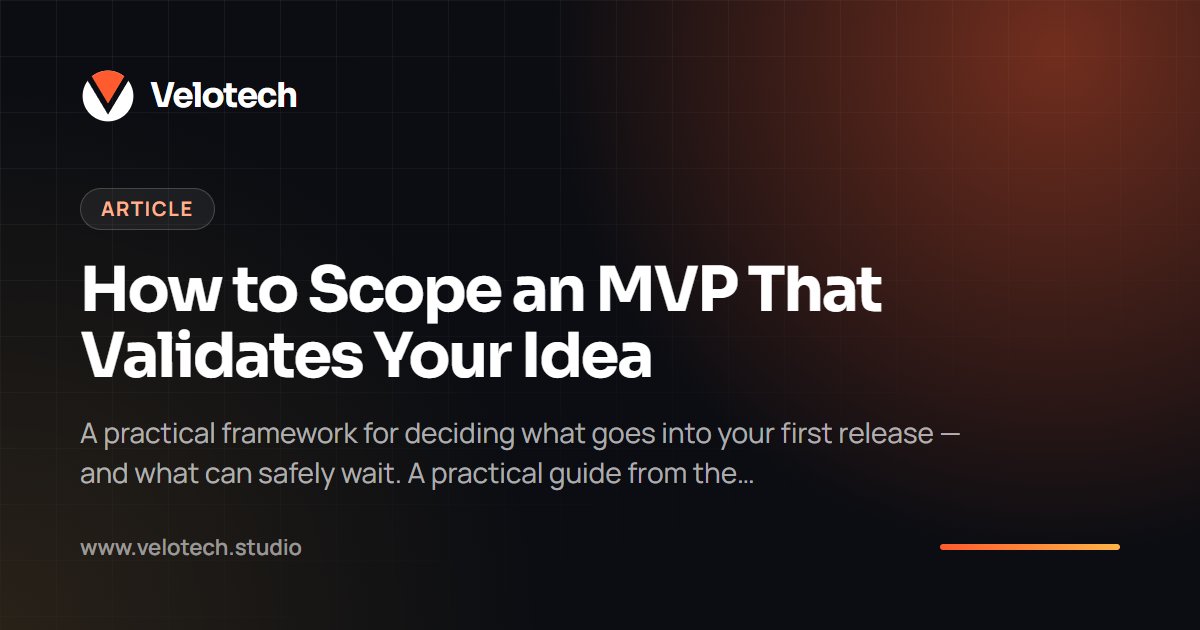 Velotech
ARTICLE
How to Scope an MVP That
Validates Your Idea
A practical framework for deciding what goes into your first release —
and what can safely wait. A practical guide from the…
www.velotech.studio